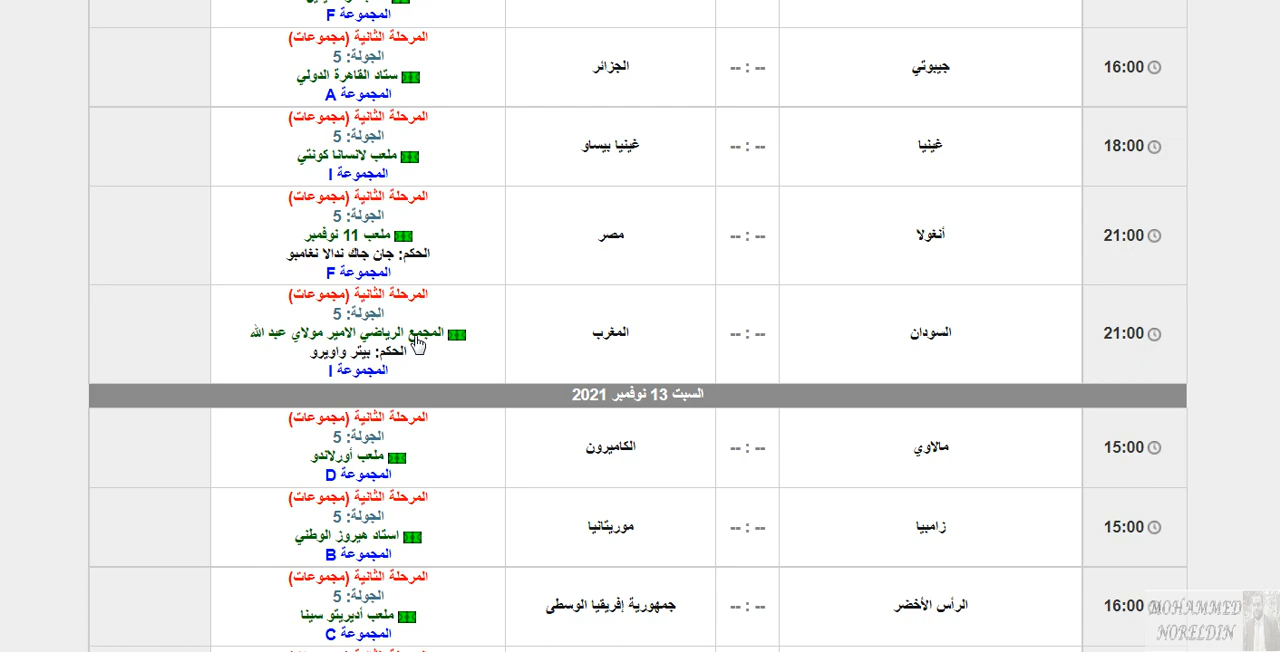 المجموعة F
16:00
جيبوتي
-- : --
الجزائر
المرحلة الثانية (مجموعات)
الجولة: 5
ستاد القاهرة الدولي
المجموعة A
18:00
غينيا
-- : --
غينيا بيساو
المرحلة الثانية (مجموعات)
الجولة: 5
ملعب لانسانا كونتي
المجموعة I
21:00
أنغولا
-- : --
مصر
المرحلة الثانية (مجموعات)
الجولة: 5
ملعب 11 نوفمبر
الحكم: جان جاك ندالا نغامبو
المجموعة F
21:00
السودان
-- : --
المغرب
المرحلة الثانية (مجموعات)
الجولة: 5
المجمع الرياضي الامير مولاي عبد الله
الحكم: بيتر واويرو
المجموعة I
السبت 13 نوفمبر 2021
15:00
مالاوي
-- : --
الكاميرون
المرحلة الثانية (مجموعات)
الجولة: 5
ملعب أورلاندو
المجموعة D
15:00
زامبيا
-- : --
موريتانيا
المرحلة الثانية (مجموعات)
الجولة: 5
استاد هيروز الوطني
المجموعة B
16:00
الرأس الأخضر
-- : --
جمهورية إفريقيا الوسطى
المرحلة الثانية (مجموعات)
الجولة: 5
ملعب أديريتو سينا
المجموعة C
MOHAMMED
NORELDIN